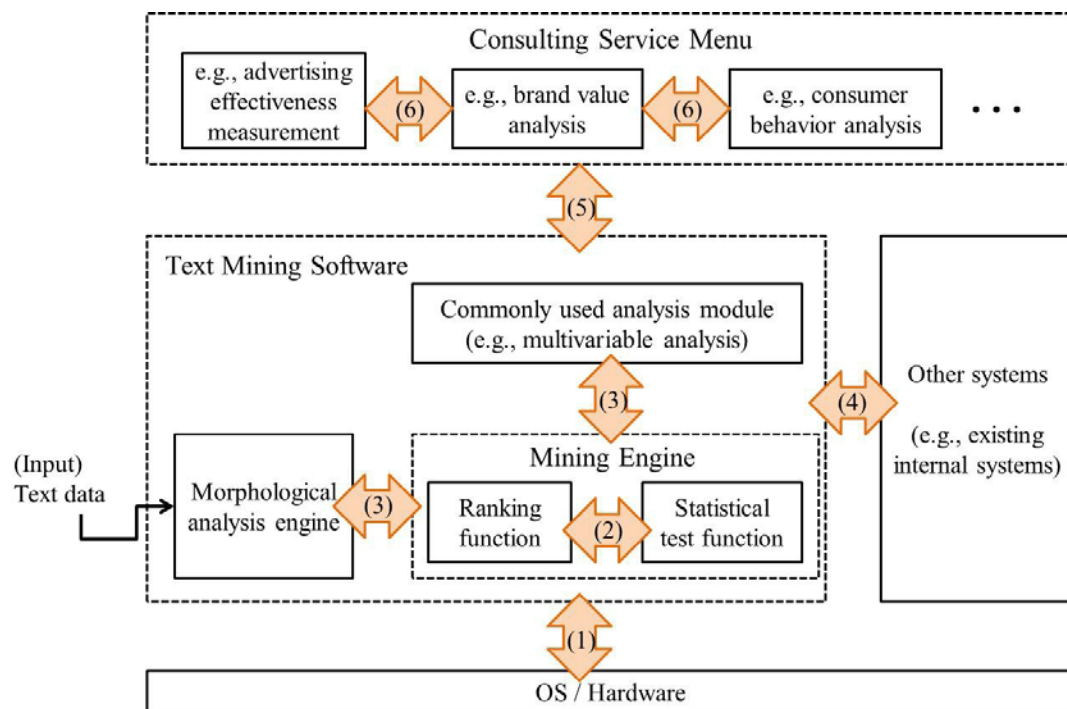 Consulting Service Menu
e.g., advertising
effectiveness
measurement
(6)
e.g., brand value
analysis
(6)
e.g., consumer
behavior analysis
...
(5)
Text Mining Software
Commonly used analysis module
(e.g., multivariable analysis)
(3)
(4)
Other systems
(e.g., existing
internal systems)
(Input)
Text data
Morphological
analysis engine
(3)
Mining Engine
Ranking
function
(2)
Statistical
test function
(1)
OS / Hardware